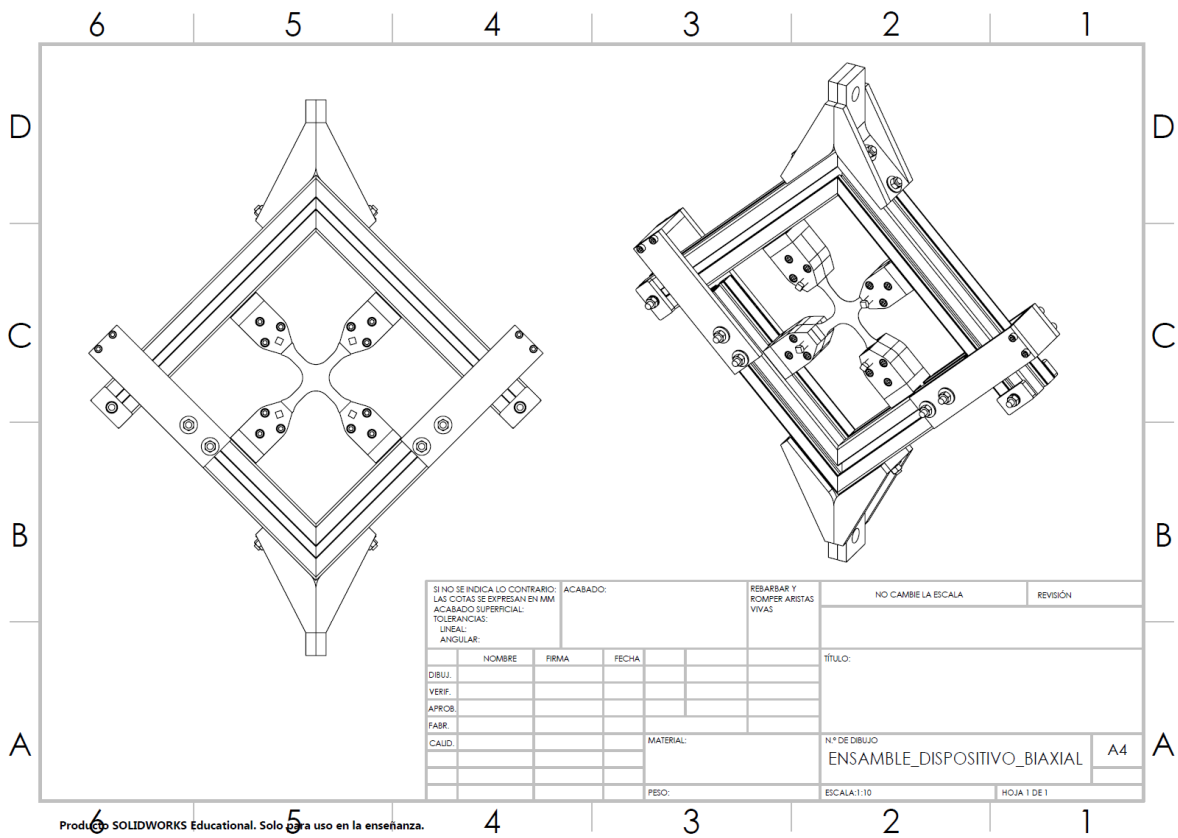 6 5 4 3 2 1
D D
C C
B B
A A
SI NO SE INDICA LO CONTRARIO:
LAS COTAS SE EXPRESAN EN MM
ACABADO SUPERFICIAL:
TOLERANCIAS:
LINEAL:
ANGULAR:
ACABADO:
REBARBAR Y
ROMPER ARISTAS
VIVAS
NO CAMBIE LA ESCALA
REVISIÓN
NOMBRE FIRMA FECHA
TÍTULO:
DIBUJ.
VERIF.
APROB.
FABR.
CALID.
MATERIAL:
N.º DE DIBUJO
ENSAMBLE_DISPOSITIVO_BIAXIAL
A4
PESO:
ESCALA:1:10
HOJA 1 DE 1
6 5 4 3 2 1
Producto SOLIDWORKS Educational. Solo para uso en la enseñanza.